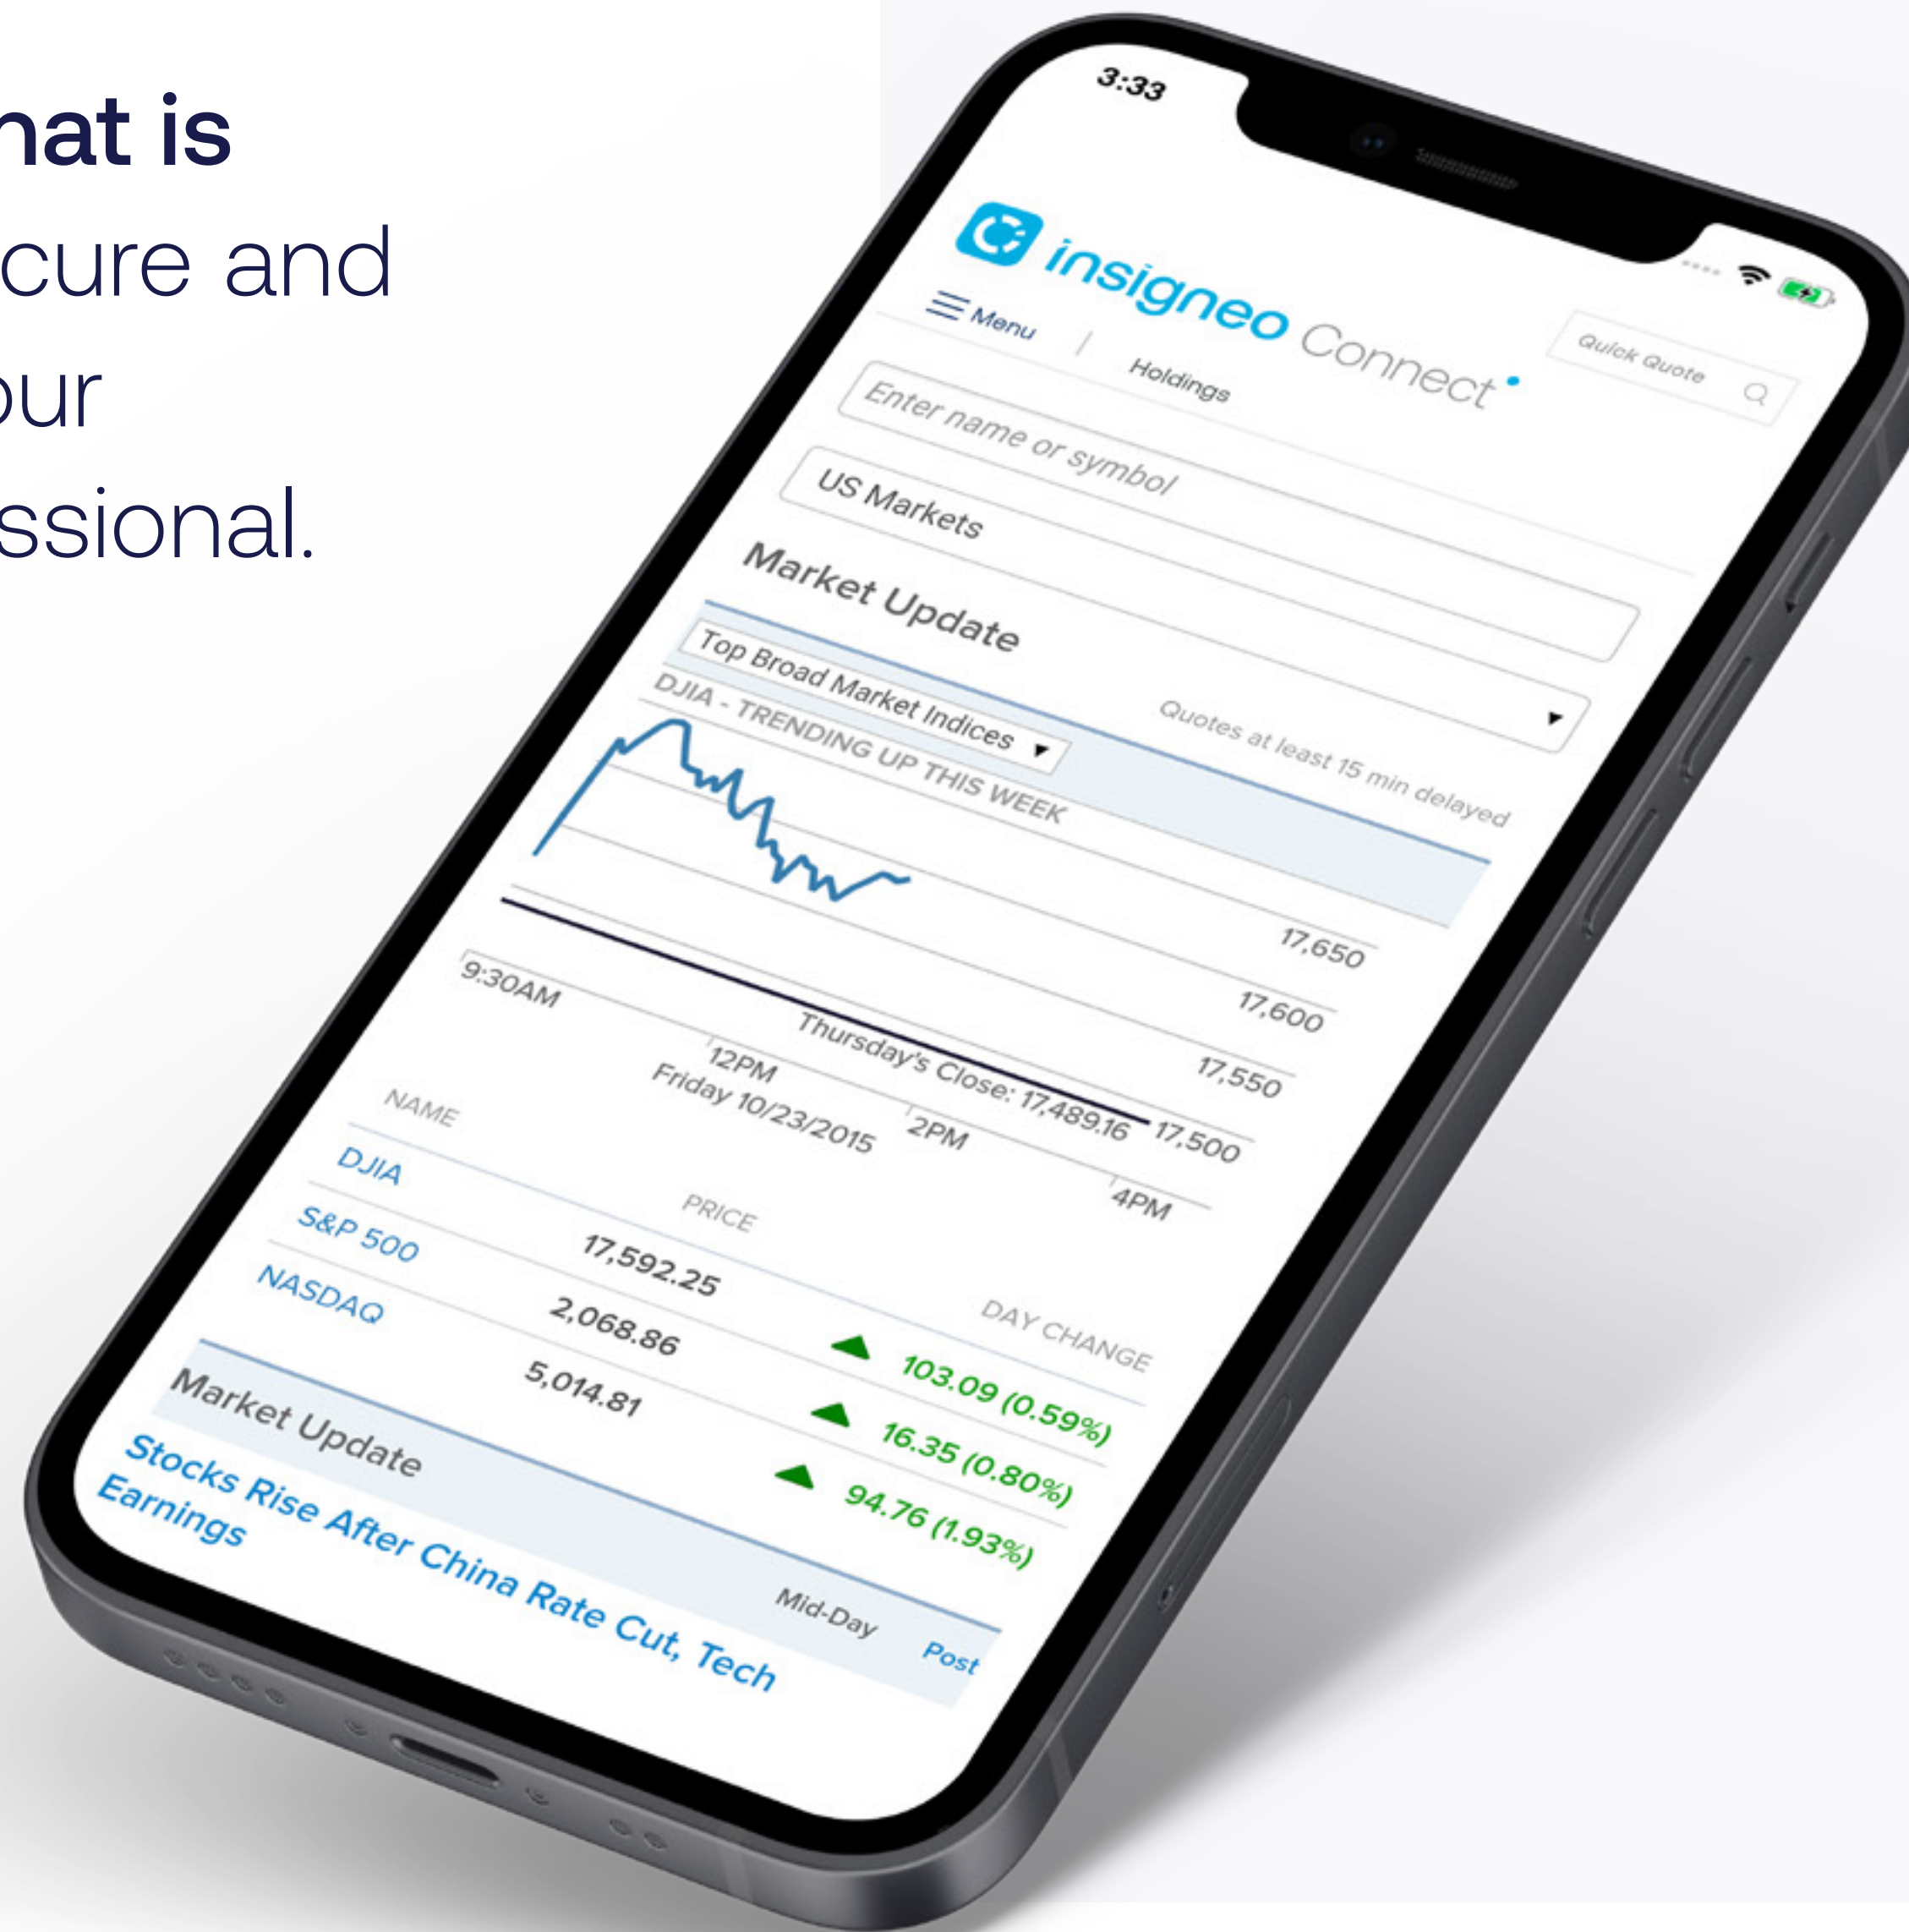 hat is
cure and
our
ssional.
3:33
insigneo Connect
Quick Quote
Menu | Holdings
Enter name or symbol
US Markets
Market Update
Quotes at least 15 min delayed
Top Broad Market Indices
DJIA - TRENDING UP THIS WEEK
17,650
17,600
17,550
17,500
Thursday's Close: 17,489.16
9:30AM 12PM 2PM 4PM
Friday 10/23/2015
NAME PRICE DAY CHANGE
DJIA 17,592.25 103.09 (0.59%)
S&P 500 2,068.86 16.35 (0.80%)
NASDAQ 5,014.81 94.76 (1.93%)
Market Update Mid-Day Post
Stocks Rise After China Rate Cut, Tech
Earnings